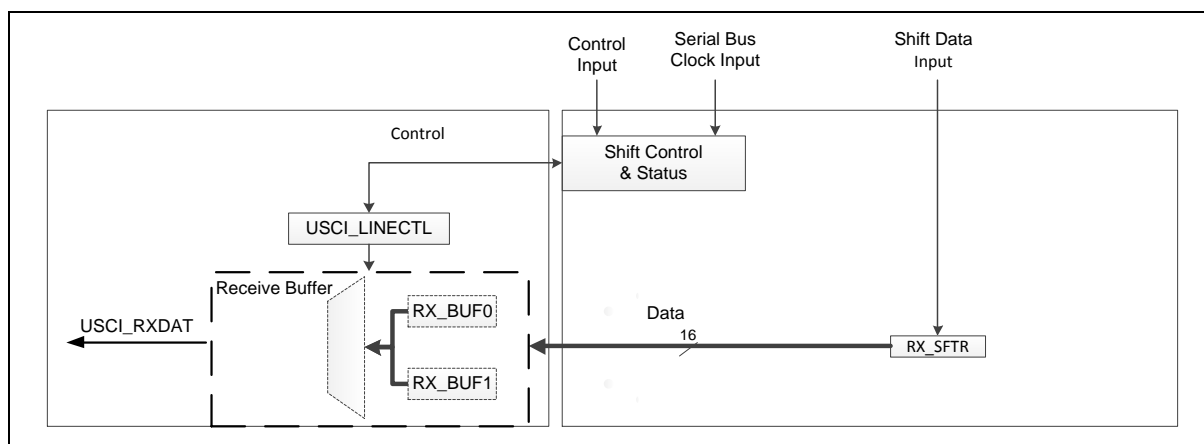 Control
Input
Serial Bus
Clock Input
Shift Data
Input
Control
Shift Control
& Status
USCI_LINECTL
Receive Buffer
USCI_RXDAT
RX_BUF0
RX_BUF1
Data
16
RX_SFTR